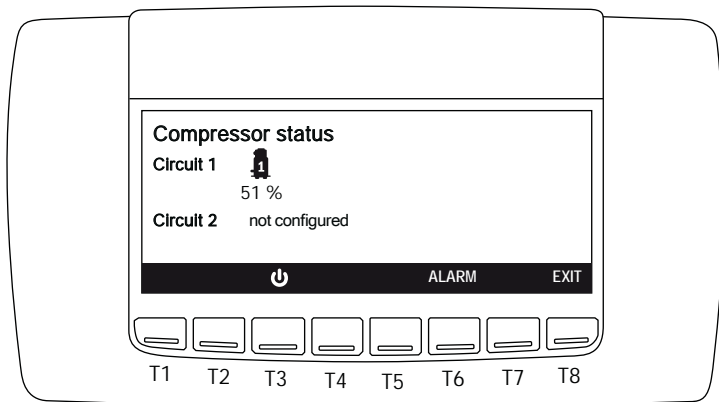 Compressor status
Circuit 1 1
51 %
Circuit 2 not configured
ALARM EXIT
T1 T2 T3 T4 T5 T6 T7 T8